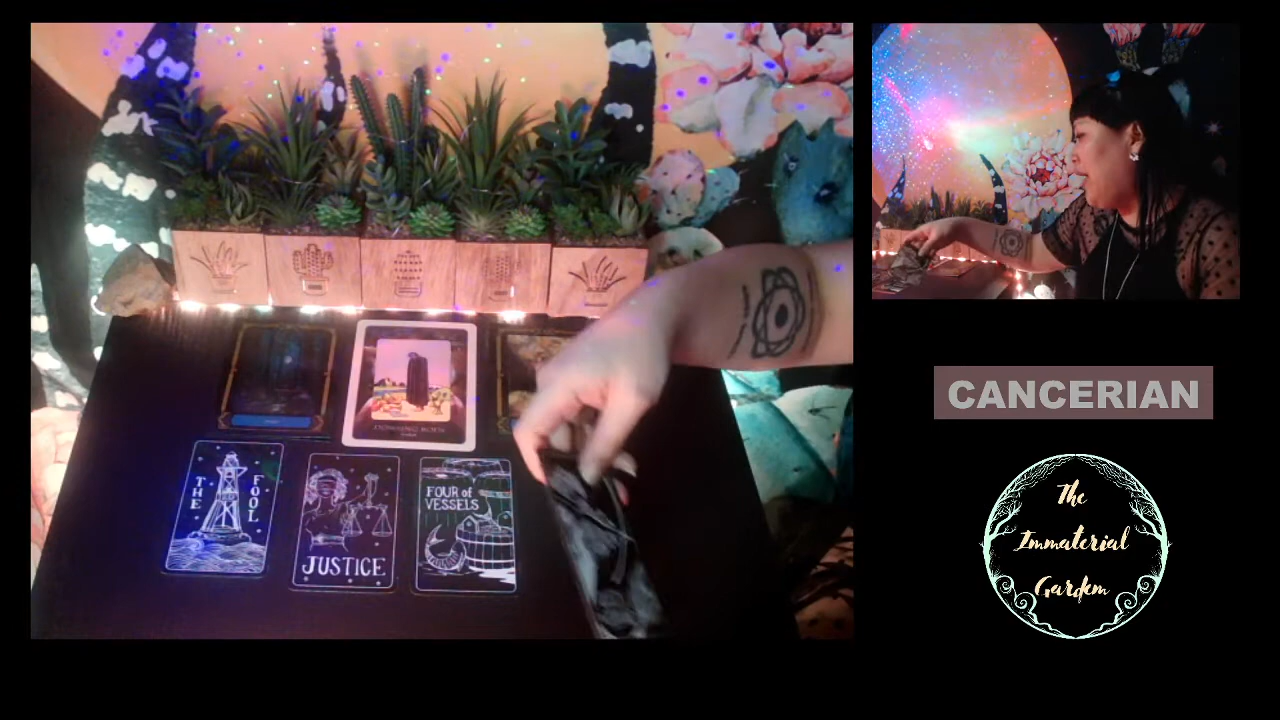 CANCERIAN
THE
FOOL
JUSTICE
FOUR of
VESSELS
The
Immaterial
Garden